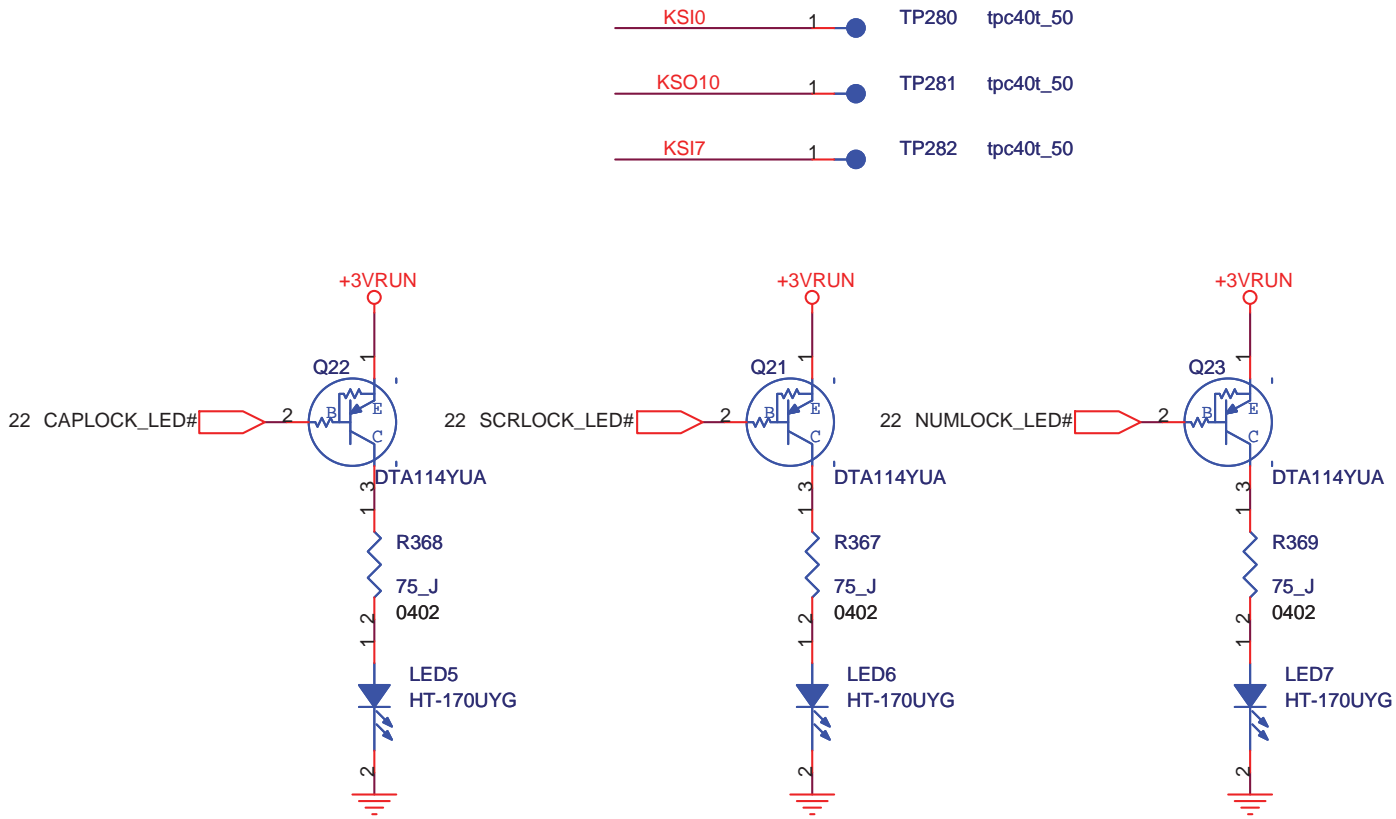 KSI0 1 TP280 tpc40t_50
KSO10 1 TP281 tpc40t_50
KSI7 1 TP282 tpc40t_50
+3VRUN +3VRUN +3VRUN
1 1 1
Q22 Q21 Q23
22 CAPLOCK_LED# 2 B E C 22 SCRLOCK_LED# 2 B E C 22 NUMLOCK_LED# 2 B E C
DTA114YUA DTA114YUA DTA114YUA
3 3 3
1 1 1
R368 R367 R369
75_J 75_J 75_J
0402 0402 0402
2 2 2
1 1 1
LED5 LED6 LED7
HT-170UYG HT-170UYG HT-170UYG
2 2 2